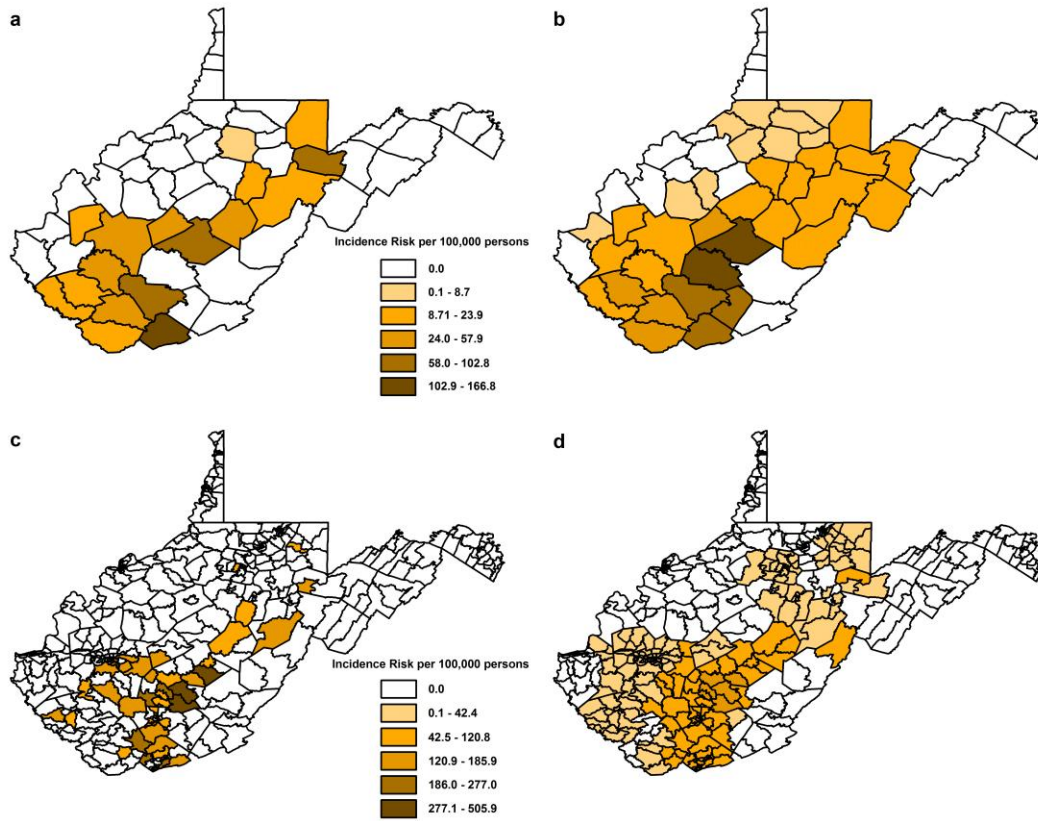 a
b
Incidence Risk per 100,000 persons
0.0
0.1 - 8.7
8.71 - 23.9
24.0 - 57.9
58.0 - 102.8
102.9 - 166.8
c
d
Incidence Risk per 100,000 persons
0.0
0.1 - 42.4
42.5 - 120.8
120.9 - 185.9
186.0 - 277.0
277.1 - 505.9